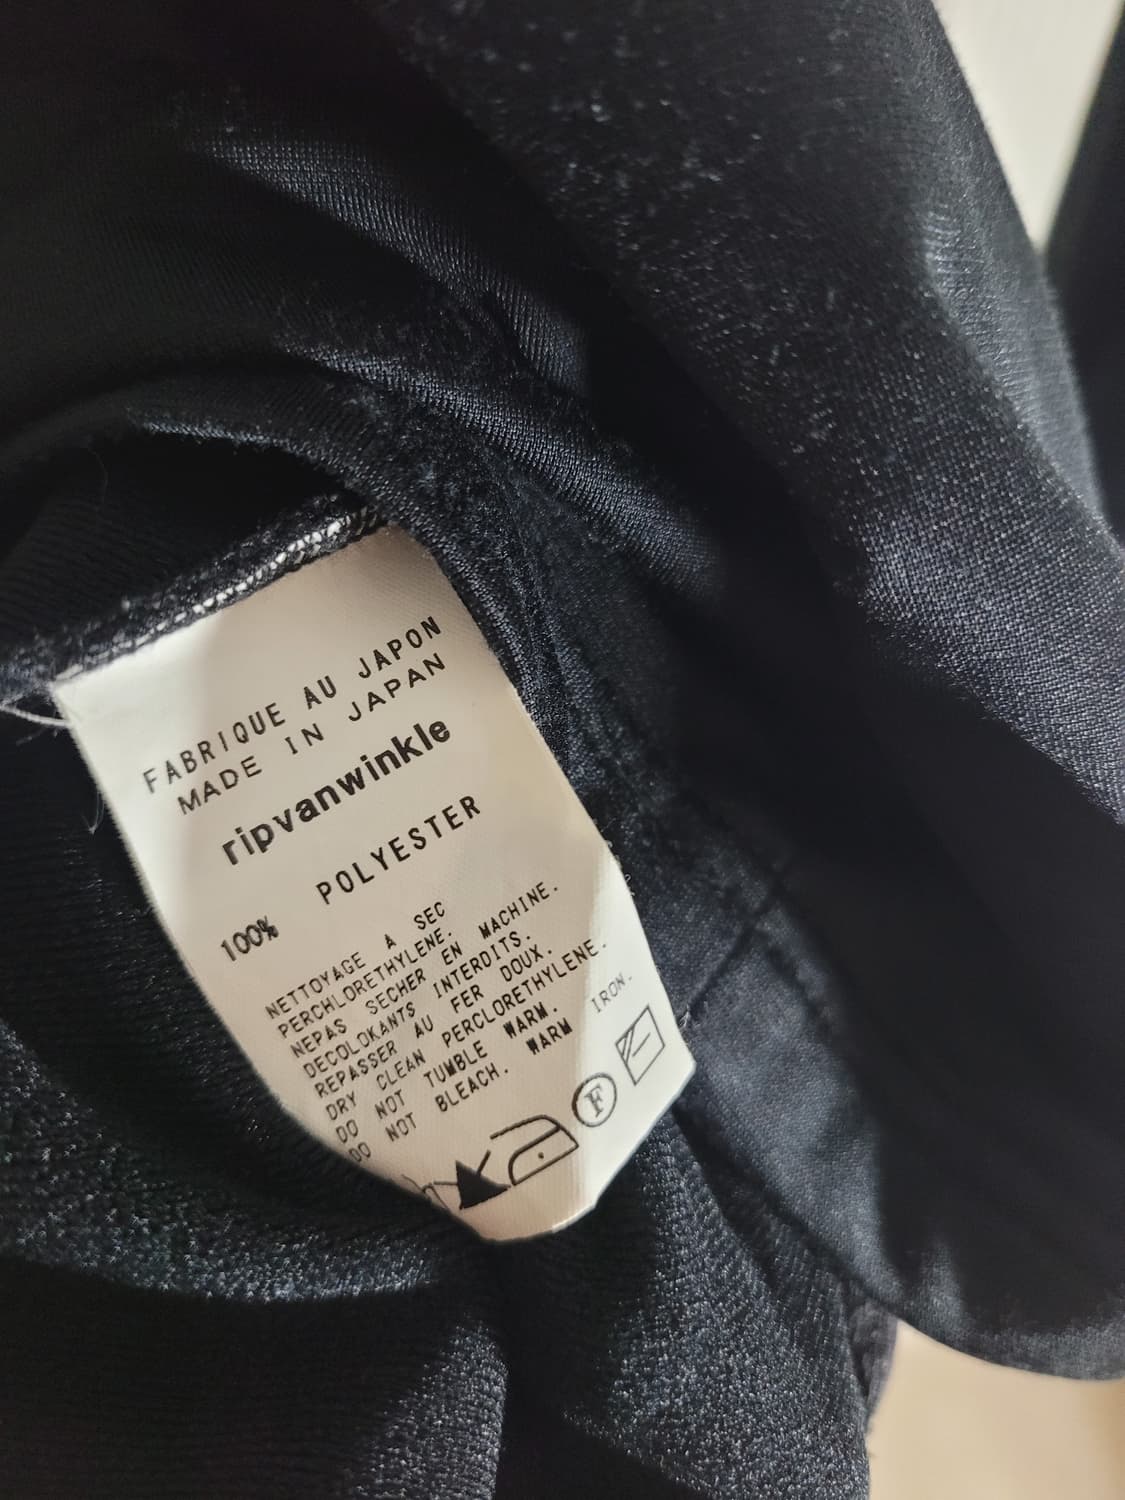 FABRIQUE AU JAPON
MADE IN JAPAN
ripvanwinkle
100% POLYESTER
NETTOYAGE A SEC
PERCHLORETHYLENE.
NEPAS SECHER EN MACHINE.
DECOLOKANTS INTERDITS.
REPASSER AU FER DOUX.
DRY CLEAN PERCLORETHYLENE.
DO NOT TUMBLE WARM.
DO NOT BLEACH. WARM IRON.
F